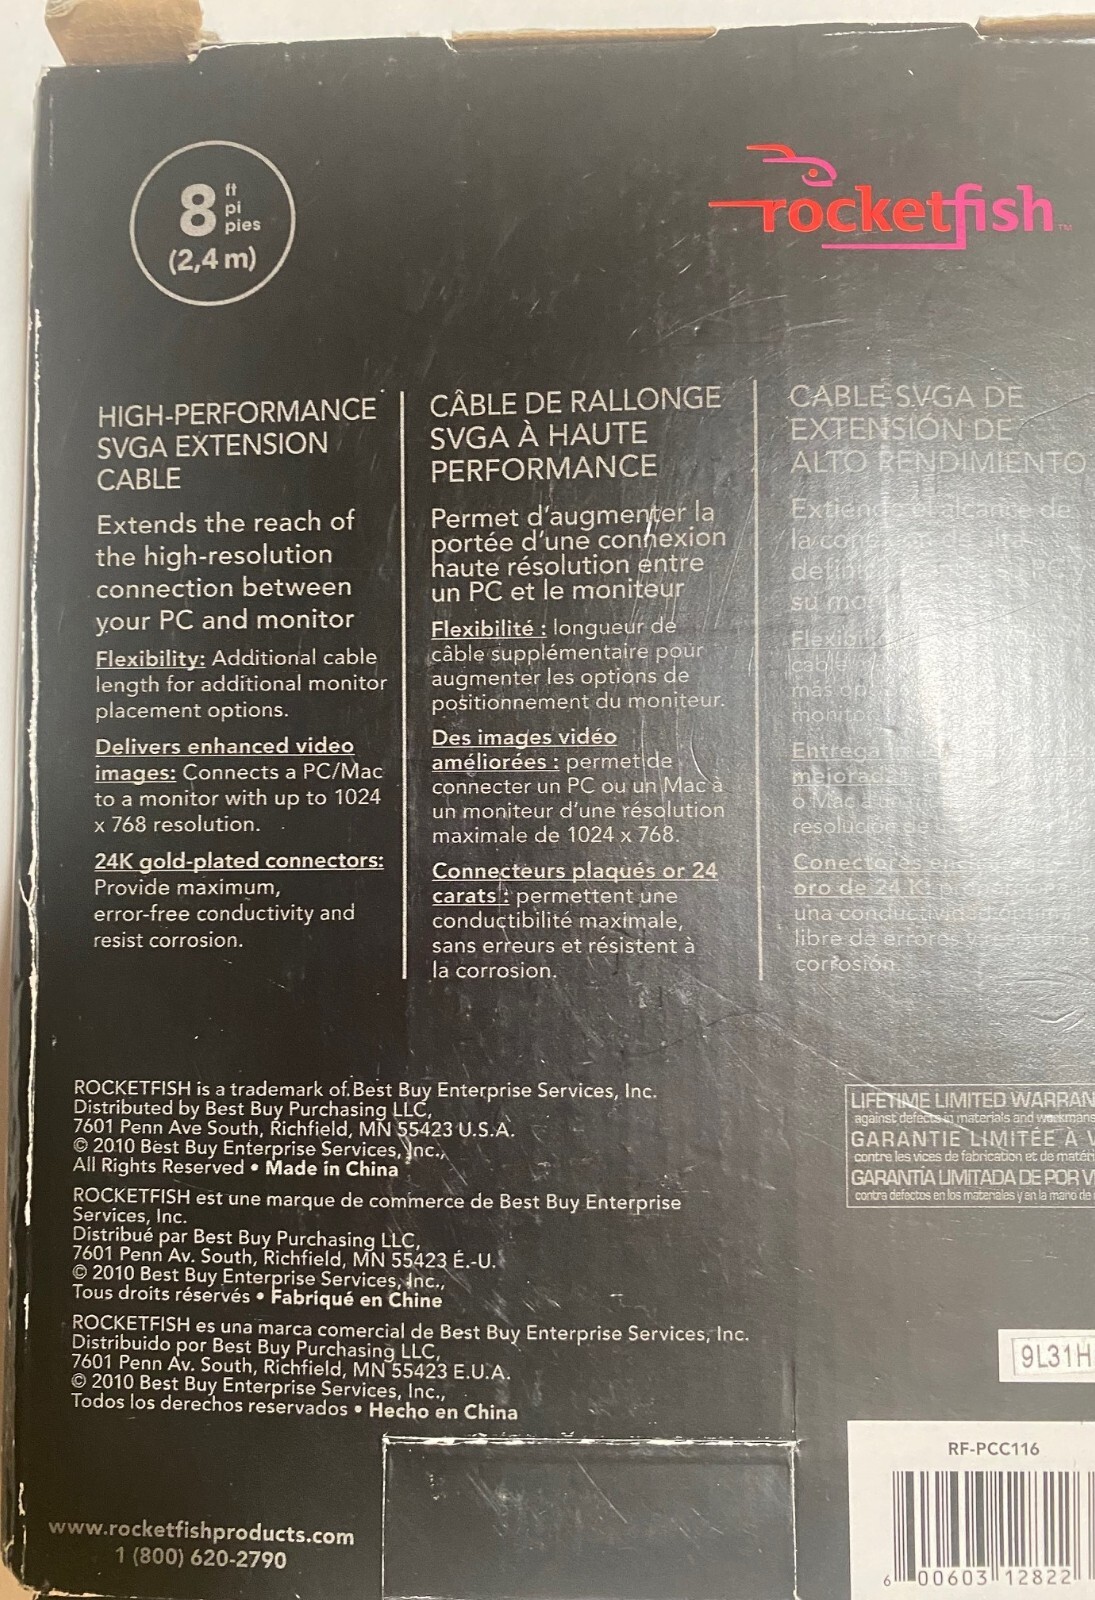 8 ft
pi
pies
(2,4 m)
rocketfish™
HIGH-PERFORMANCE
SVGA EXTENSION
CABLE
Extends the reach of
the high-resolution
connection between
your PC and monitor
Flexibility: Additional cable
length for additional monitor
placement options.
Delivers enhanced video
images: Connects a PC/Mac
to a monitor with up to 1024
x 768 resolution.
24K gold-plated connectors:
Provide maximum,
error-free conductivity and
resist corrosion.
CÂBLE DE RALLONGE
SVGA À HAUTE
PERFORMANCE
Permet d'augmenter la
portée d'une connexion
haute résolution entre
un PC et le moniteur
Flexibilité : longueur de
câble supplémentaire pour
augmenter les options de
positionnement du moniteur.
Des images vidéo
améliorées : permet de
connecter un PC ou un Mac à
un moniteur d'une résolution
maximale de 1024 x 768.
Connecteurs plaqués or 24
carats : permettent une
conductibilité maximale,
sans erreurs et résistent à
la corrosion.
CABLE SVGA DE
EXTENSIÓN DE
ALTO RENDIMIENTO
Extiende el alcance de
la
su
cable
más
Entrega
o Mac a
Conectores
oro de 24 K:
una
libre de errores
corrosión.
ROCKETFISH is a trademark of Best Buy Enterprise Services, Inc.
Distributed by Best Buy Purchasing LLC,
7601 Penn Ave South, Richfield, MN 55423 U.S.A.
© 2010 Best Buy Enterprise Services, Inc.,
All Rights Reserved • Made in China
ROCKETFISH est une marque de commerce de Best Buy Enterprise
Services, Inc.
Distribué par Best Buy Purchasing LLC,
7601 Penn Av. South, Richfield, MN 55423 É.-U.
© 2010 Best Buy Enterprise Services, Inc.,
Tous droits réservés • Fabriqué en Chine
ROCKETFISH es una marca comercial de Best Buy Enterprise Services, Inc.
Distribuido por Best Buy Purchasing LLC,
7601 Penn Av. South, Richfield, MN 55423 E.U.A.
© 2010 Best Buy Enterprise Services, Inc.,
Todos los derechos reservados • Hecho en China
www.rocketfishproducts.com
1 (800) 620-2790
LIFETIME LIMITED WARRAN
against defects in materials and workmans
GARANTIE LIMITÉE À V
contre les vices de fabrication et de matéri
GARANTÍA LIMITADA DE POR V
contra defectos en los materiales y en la mano de
9L31H
RF-PCC116
6 00603 12822